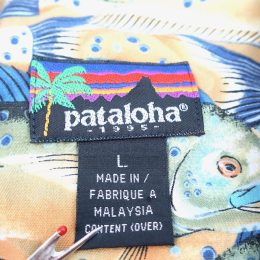 pataloha®
-1995-
L
MADE IN /
FABRIQUE A
MALAYSIA
CONTENT (OVER)